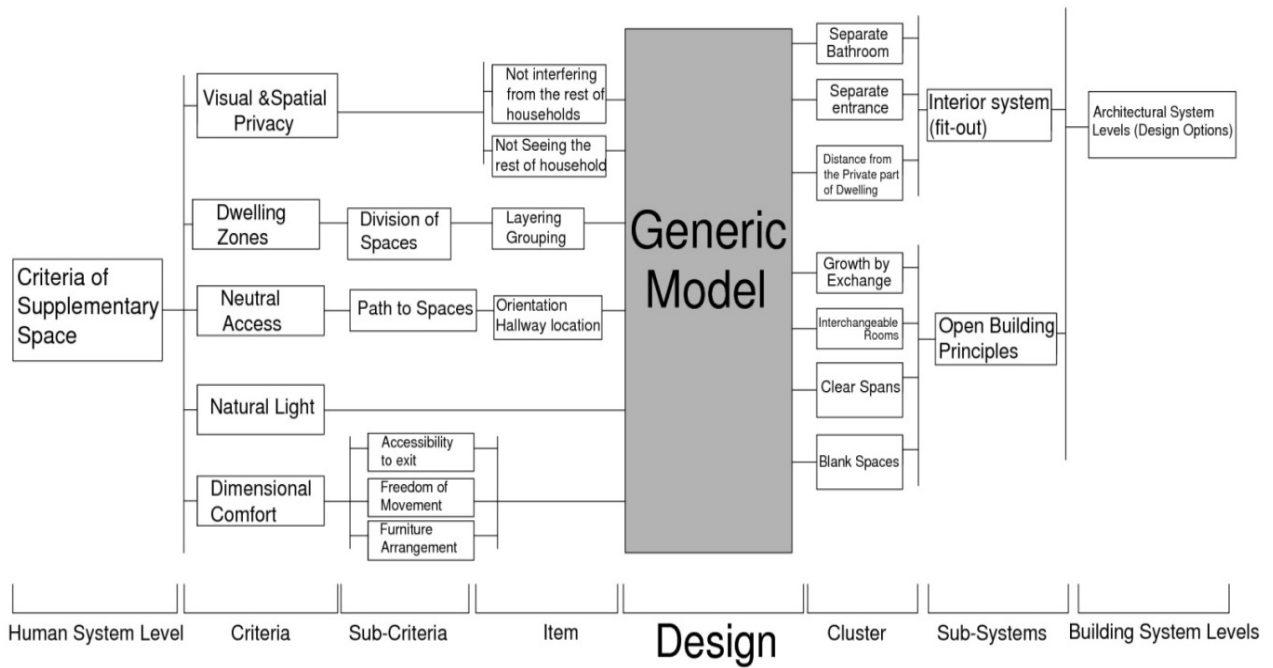 Criteria of
Supplementary
Space
Visual &Spatial
Privacy
Dwelling
Zones
Neutral
Access
Natural Light
Dimensional
Comfort
Division of
Spaces
Path to Spaces
Accessibility
to exit
Freedom of
Movement
Furniture
Arrangement
Not interfering
from the rest of
households
Not Seeing the
rest of household
Layering
Grouping
Orientation
Hallway location
Generic
Model
Separate
Bathroom
Separate
entrance
Distance from
the Private part
of Dwelling
Growth by
Exchange
Interchangeable
Rooms
Clear Spans
Blank Spaces
Interior system
(fit-out)
Open Building
Principles
Architectural System
Levels (Design Options)
Human System Level
Criteria
Sub-Criteria
Item
Design
Cluster
Sub-Systems
Building System Levels